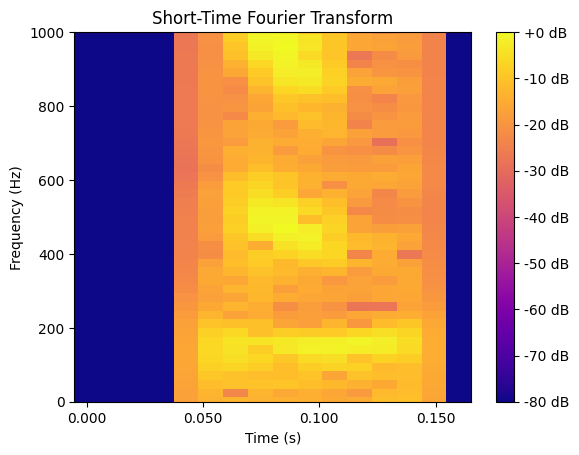 Short-Time Fourier Transform
1000
800
600
400
200
0
Frequency (Hz)
0.000
0.050
0.100
0.150
Time (s)
+0 dB
-10 dB
-20 dB
-30 dB
-40 dB
-50 dB
-60 dB
-70 dB
-80 dB